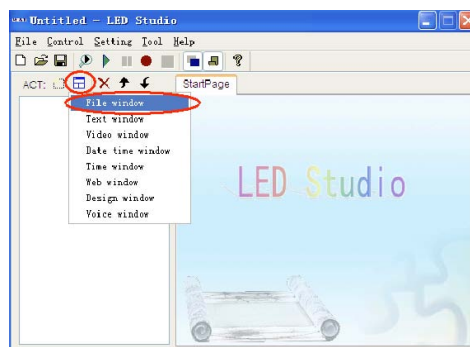 Untitled - LED Studio
File Control Setting Tool Help
ACT:
StartPage
File window
Text window
Video window
Date time window
Time window
Web window
Design window
Voice window
LED Studio